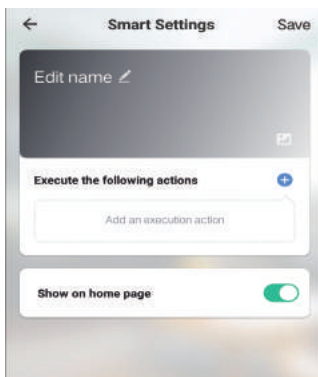 Smart Settings
Save
Edit name
Execute the following actions
Add an execution action
Show on home page